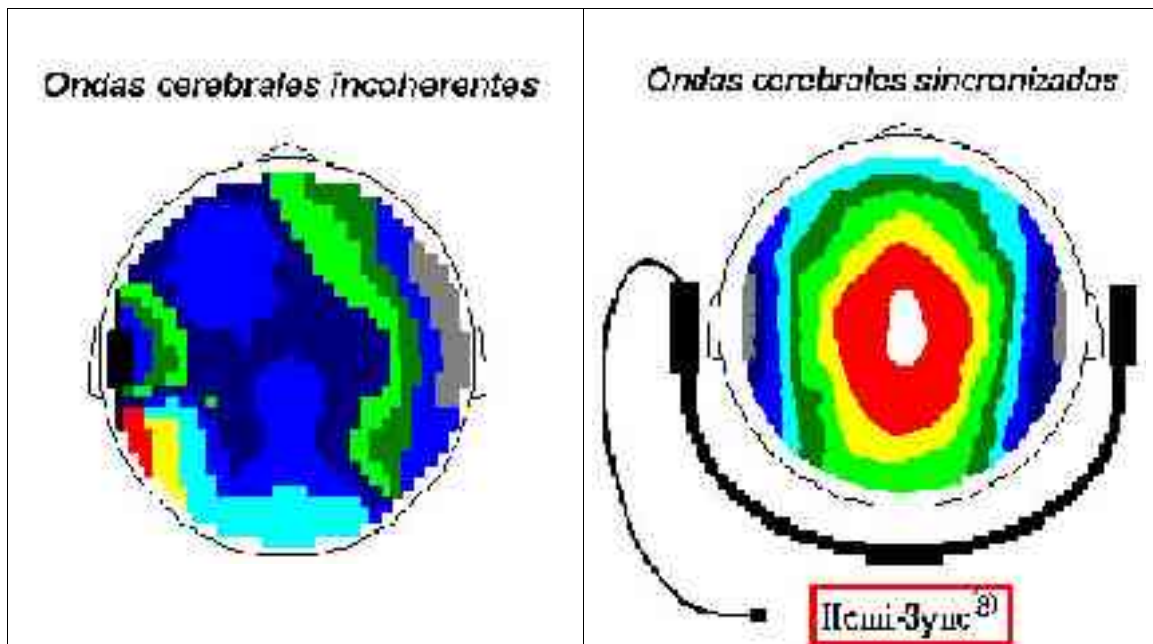 Ondas cerebrales incoherentes
Ondas cerebrales sincronizadas
Hemi-Sync®